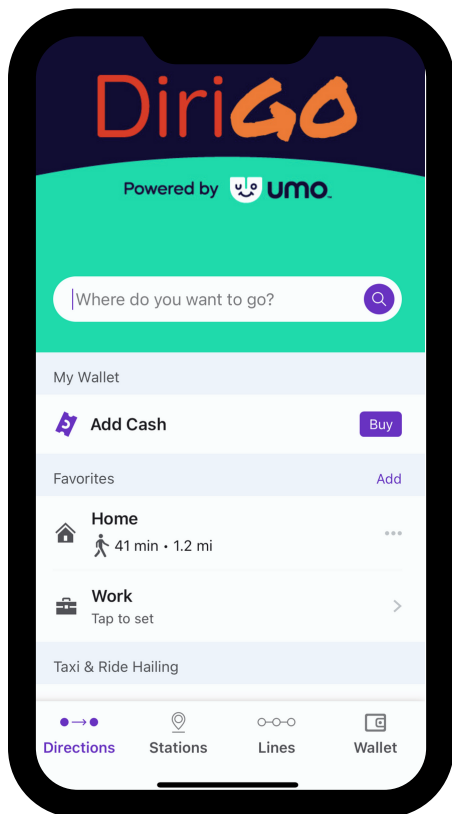 DiriGO
Powered by umo
Where do you want to go?
My Wallet
Add Cash
Buy
Favorites
Add
Home
41 min • 1.2 mi
Work
Tap to set
Taxi & Ride Hailing
Directions
Stations
Lines
Wallet